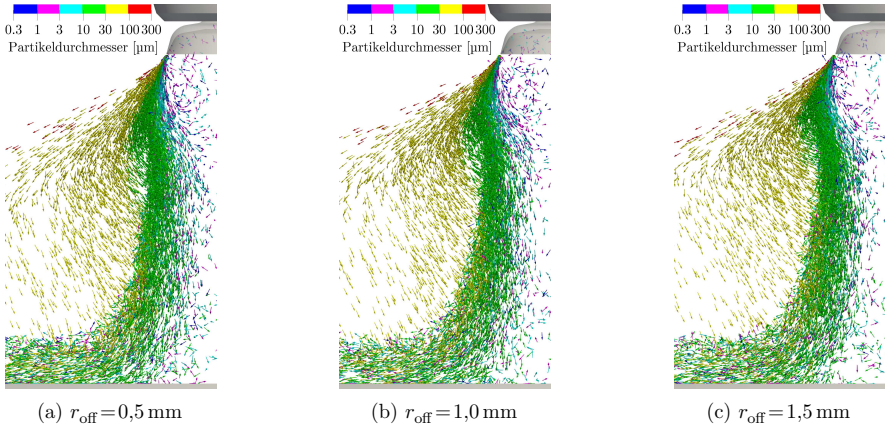 0.3 1 3 10 30 100 300
Partikeldurchmesser [µm]
0.3 1 3 10 30 100 300
Partikeldurchmesser [µm]
0.3 1 3 10 30 100 300
Partikeldurchmesser [µm]
(a) r_off = 0,5 mm
(b) r_off = 1,0 mm
(c) r_off = 1,5 mm